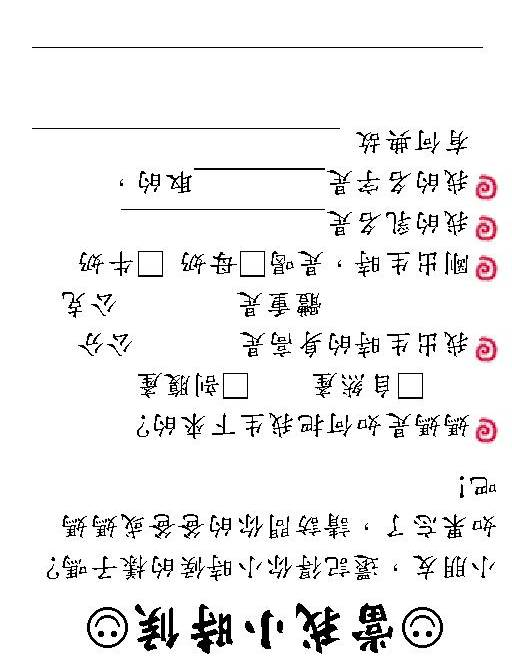 當我小時候
小朋友，還記得你小時候的樣子嗎?
如果忘了，請訪問你的爸爸或媽媽
吧!
媽媽是如何把我生下來的?
□自然產 □剖腹產
我出生時的身高是 公分
體重是 公克
剛出生時，是喝□母奶 □牛奶
我的乳名是
我的名字是 取的，
有何典故